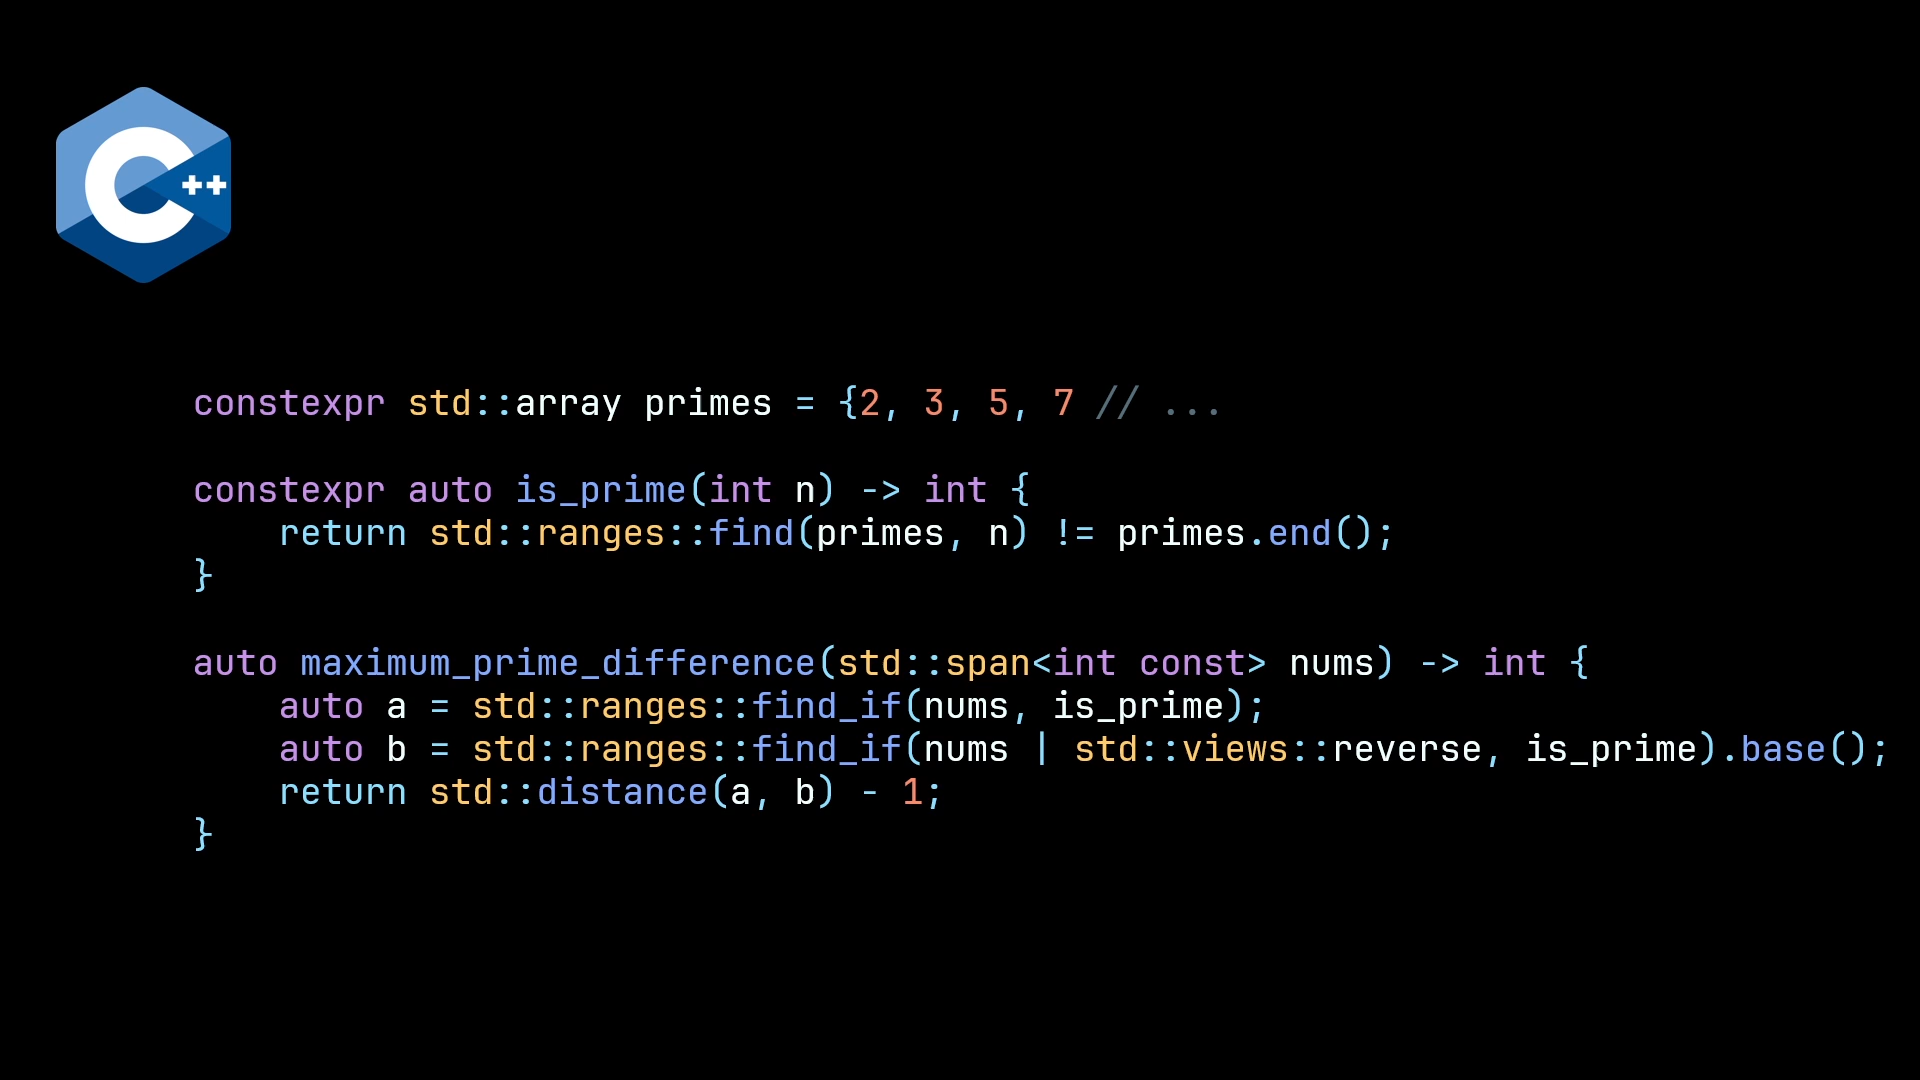 C++
constexpr std::array primes = {2, 3, 5, 7 // ...
constexpr auto is_prime(int n) -> int {
    return std::ranges::find(primes, n) != primes.end();
}
auto maximum_prime_difference(std::span<int const> nums) -> int {
    auto a = std::ranges::find_if(nums, is_prime);
    auto b = std::ranges::find_if(nums | std::views::reverse, is_prime).base();
    return std::distance(a, b) - 1;
}